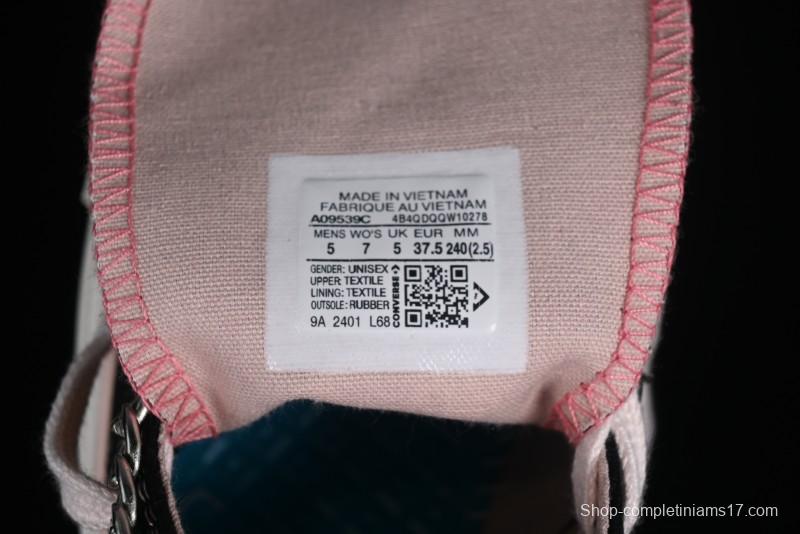 MADE IN VIETNAM
FABRIQUE AU VIETNAM
A09539C 4B4QDQQW10278
MENS WO'S UK EUR MM
5 7 5 37.5 240(2.5)
GENDER: UNISEX
UPPER: TEXTILE
LINING: TEXTILE
OUTSOLE: RUBBER
9A 2401 L68
CONVERSE
Shop-completiniams17.com